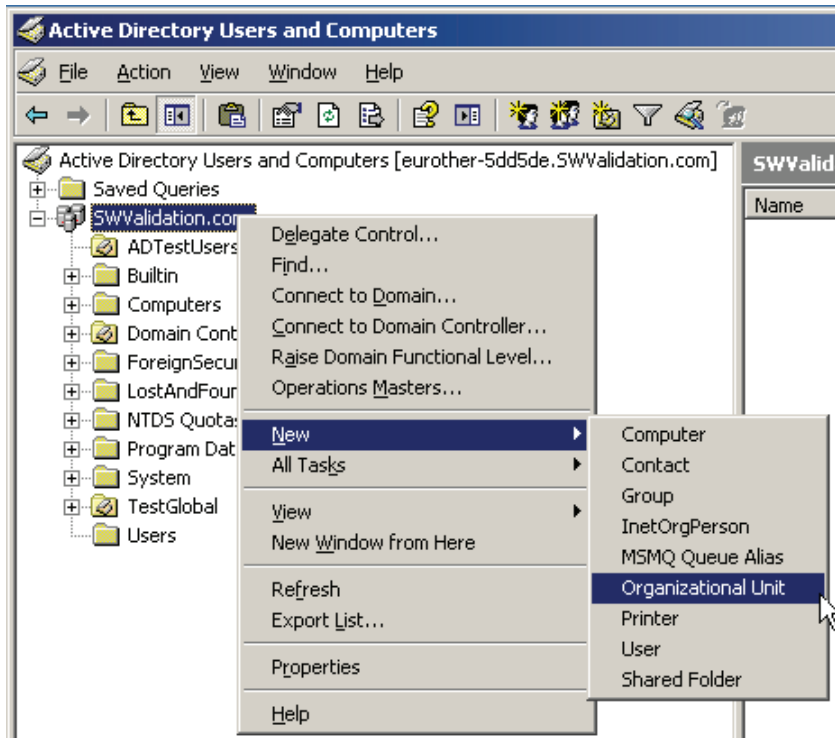 Active Directory Users and Computers
File Action View Window Help
Active Directory Users and Computers [eurother-5dd5de.SWValidation.com]
SWValid
Saved Queries
Name
SWValidation.com
ADTestUsers
Builtin
Computers
Domain Cont
ForeignSecur
LostAndFour
NTDS Quotas
Program Dat
System
TestGlobal
Users
Delegate Control...
Find...
Connect to Domain...
Connect to Domain Controller...
Raise Domain Functional Level...
Operations Masters...
New
All Tasks
View
New Window from Here
Refresh
Export List...
Properties
Help
Computer
Contact
Group
InetOrgPerson
MSMQ Queue Alias
Organizational Unit
Printer
User
Shared Folder